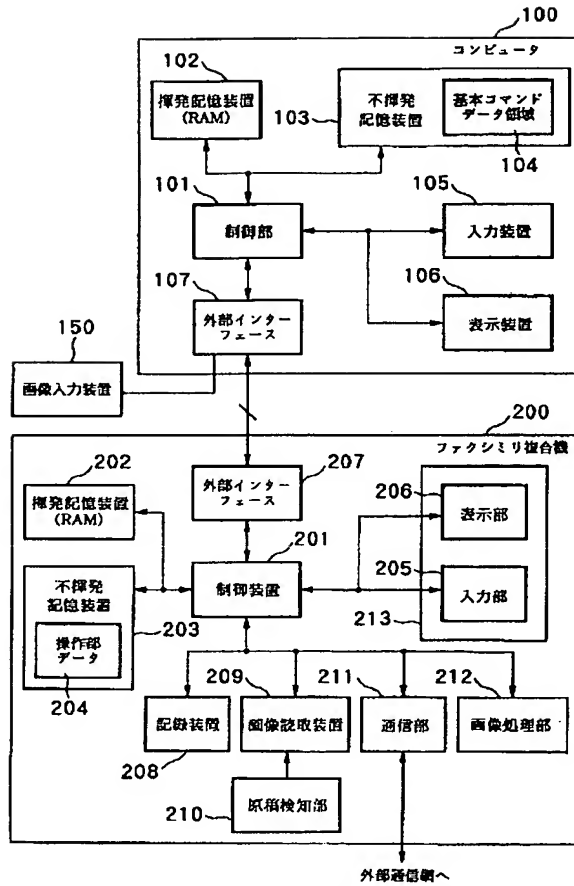 100
コンピュータ
102
揮発記憶装置
(RAM)
103
不揮発
記憶装置
基本コマンド
データ領域
104
101
制御部
105
入力装置
107
外部インター
フェース
106
表示装置
150
画像入力装置
200
ファクシミリ複合機
202
揮発記憶装置
(RAM)
207
外部インター
フェース
206
表示部
201
制御装置
205
入力部
213
不揮発
記憶装置
203
操作部
データ
204
209
211
212
記録装置
画像読取装置
通信部
画像処理部
208
210
原稿検知部
外部通信網へ